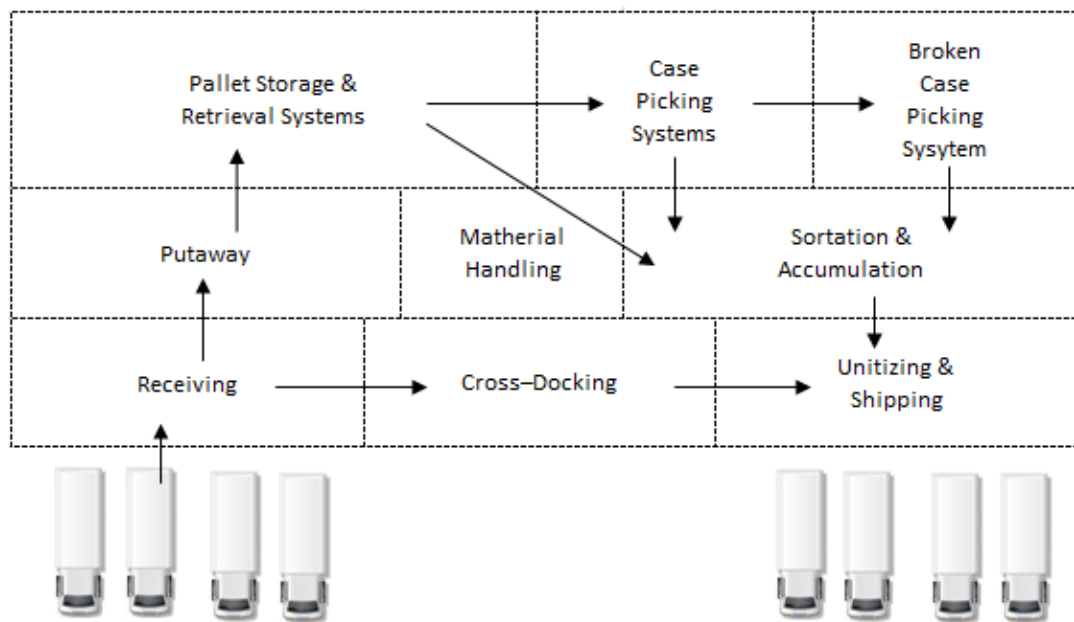 Pallet Storage &
Retrieval Systems
Case
Picking
Systems
Broken
Case
Picking
Sysytem
Putaway
Matherial
Handling
Sortation &
Accumulation
Receiving
Cross–Docking
Unitizing &
Shipping